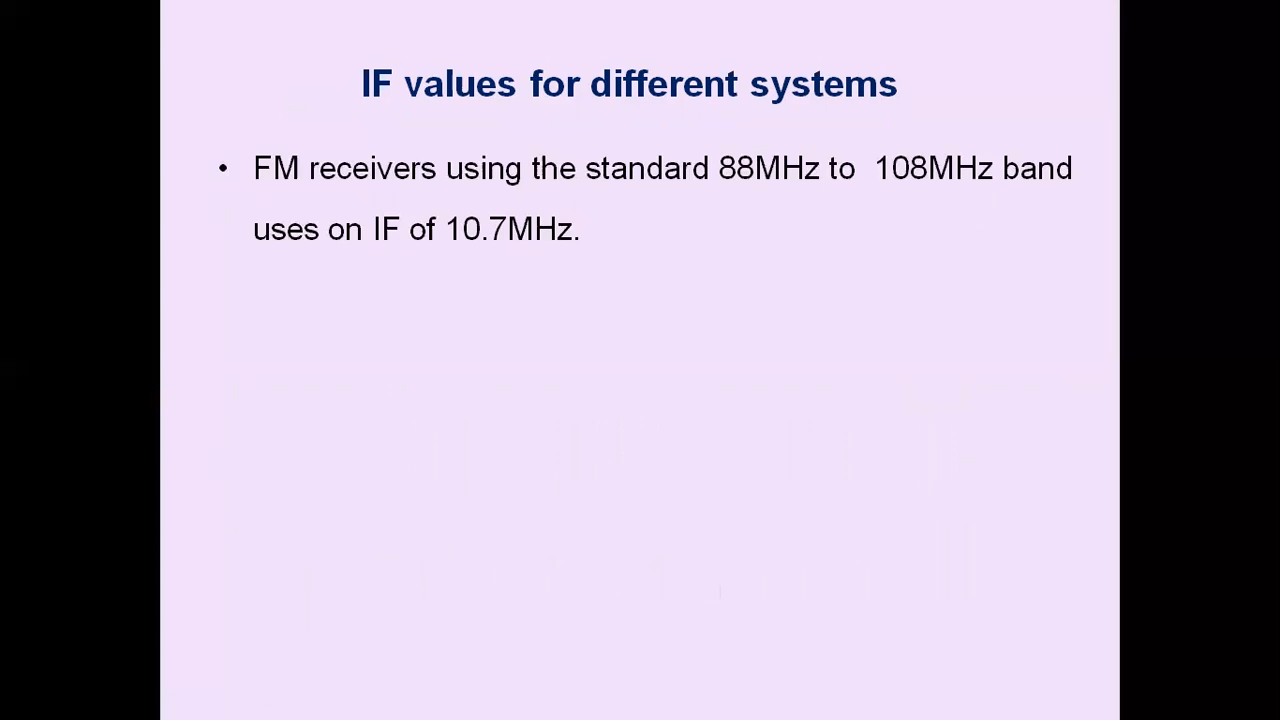 IF values for different systems
• FM receivers using the standard 88MHz to 108MHz band
uses on IF of 10.7MHz.